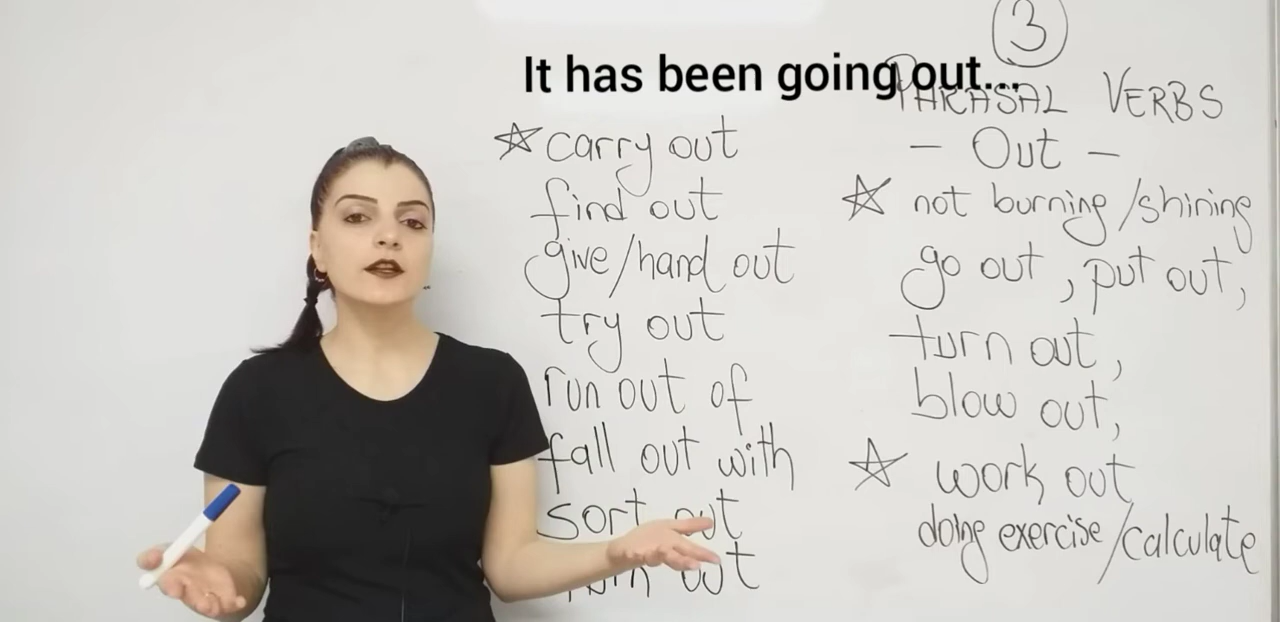 It has been going out...
3
PHRASAL VERBS
- Out -
☆ carry out
find out
give/hand out
try out
run out of
fall out with
sort out
turn out
☆ not burning/shining
go out, put out,
turn out,
blow out,
☆ work out
doing exercise/calculate